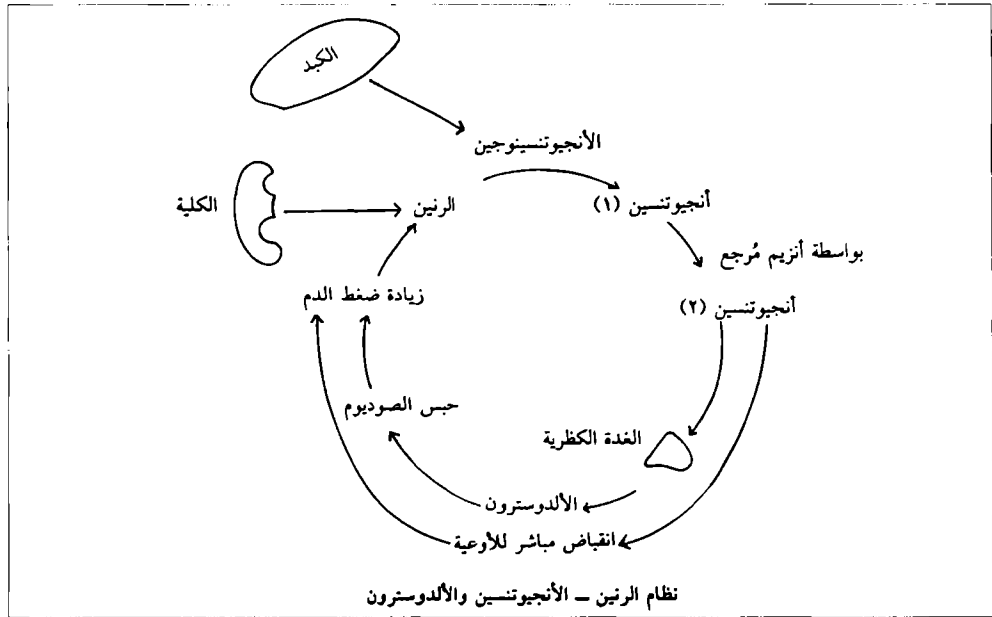 الكبد
الأنجيوتنسينوجين
الكلية
الرنين
أنجيوتنسين (١)
بواسطة أنزيم مُرجع
زيادة ضغط الدم
أنجيوتنسين (٢)
حبس الصوديوم
الغدة الكظرية
الألدوسترون
انقباض مباشر للأوعية
نظام الرنين – الأنجيوتنسين والألدوسترون